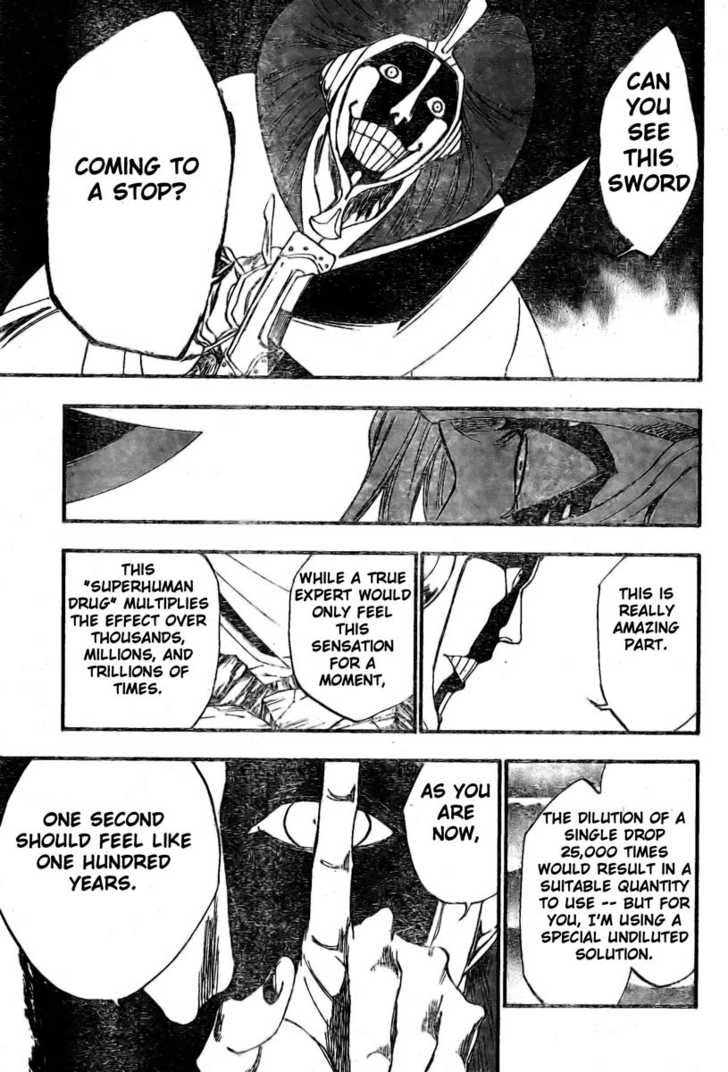 CAN
YOU
SEE
THIS
SWORD
COMING TO
A STOP?
THIS IS
REALLY
AMAZING
PART.
WHILE A TRUE
EXPERT WOULD
ONLY FEEL
THIS
SENSATION
FOR A
MOMENT,
THIS
"SUPERHUMAN
DRUG" MULTIPLIES
THE EFFECT OVER
THOUSANDS,
MILLIONS, AND
TRILLIONS OF
TIMES.
THE DILUTION OF A
SINGLE DROP
25,000 TIMES
WOULD RESULT IN A
SUITABLE QUANTITY
TO USE -- BUT FOR
YOU, I'M USING A
SPECIAL UNDILUTED
SOLUTION.
AS YOU
ARE
NOW,
ONE SECOND
SHOULD FEEL LIKE
ONE HUNDRED
YEARS.